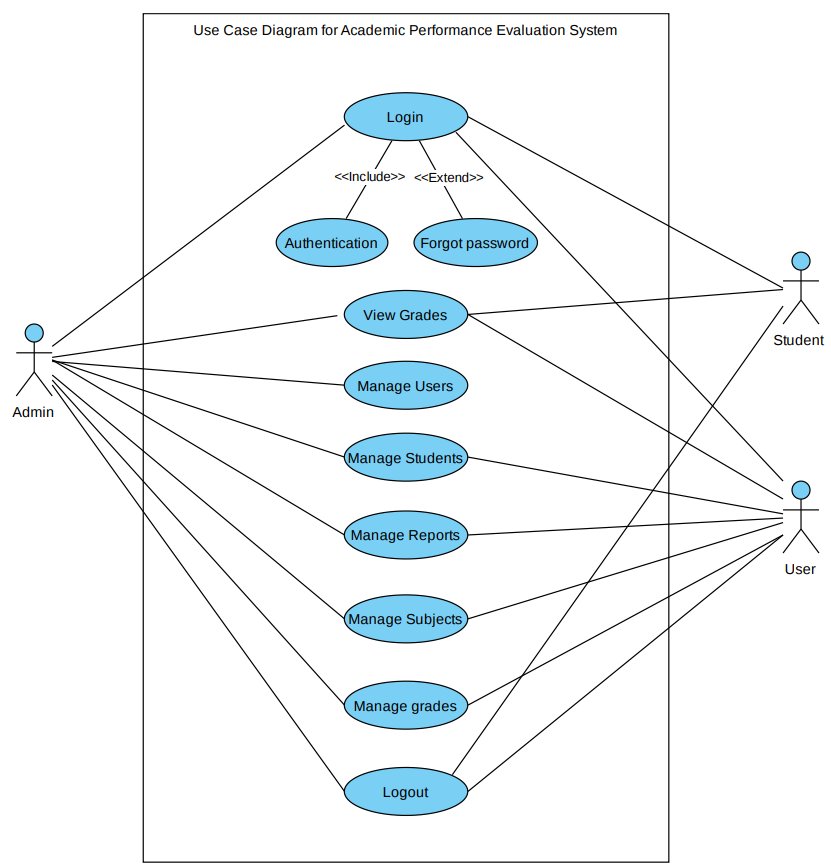 Use Case Diagram for Academic Performance Evaluation System
Login
<<Include>>
<<Extend>>
Authentication
Forgot password
View Grades
Student
Manage Users
Admin
Manage Students
Manage Reports
User
Manage Subjects
Manage grades
Logout